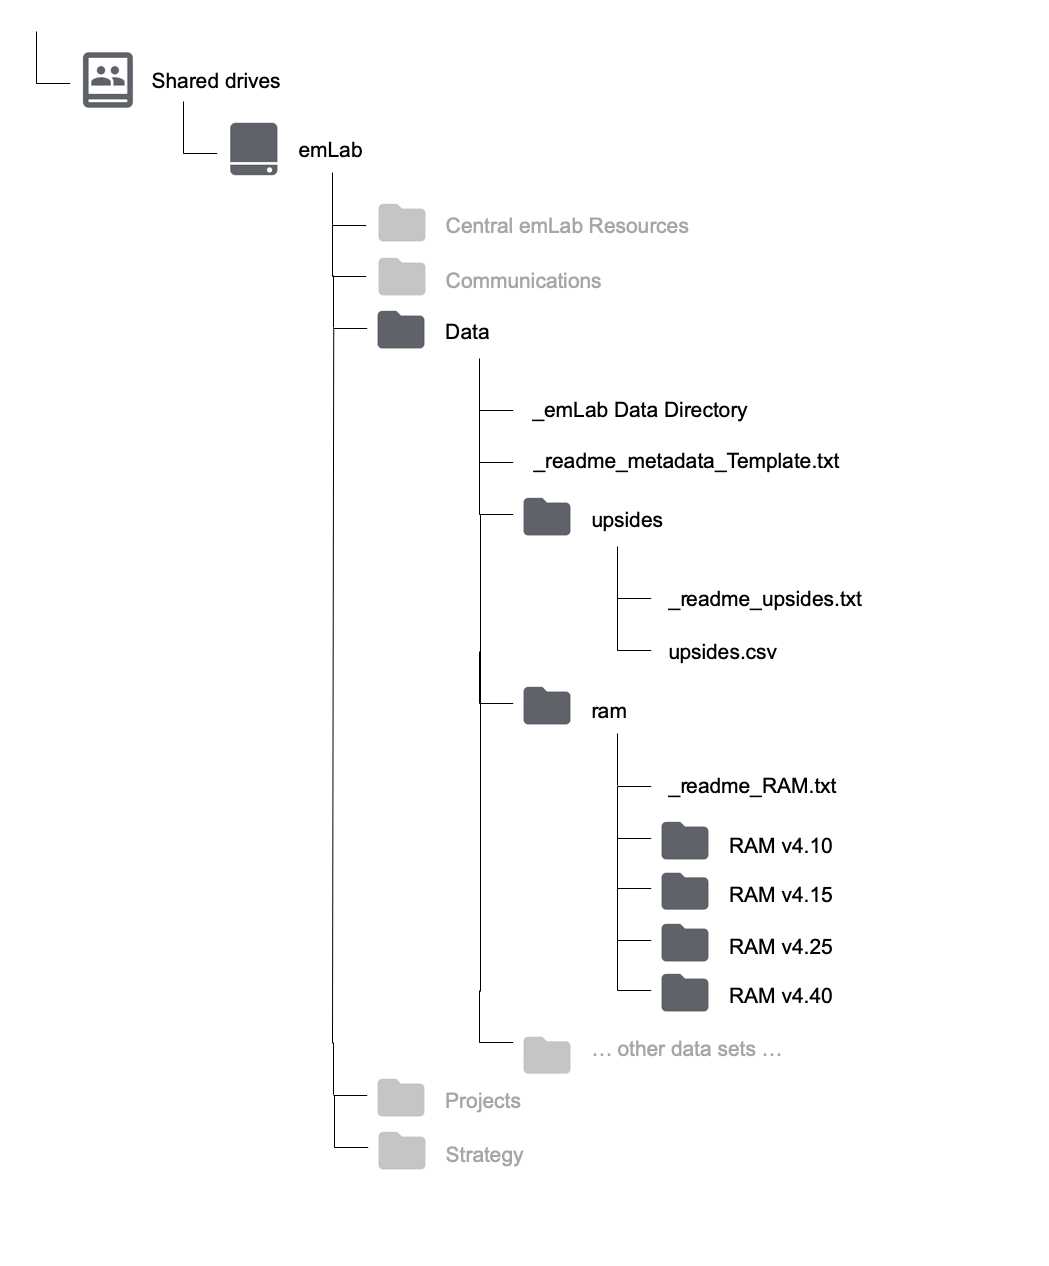 Shared drives
emLab
Central emLab Resources
Communications
Data
_emLab Data Directory
_readme_metadata_Template.txt
upsides
_readme_upsides.txt
upsides.csv
ram
_readme_RAM.txt
RAM v4.10
RAM v4.15
RAM v4.25
RAM v4.40
… other data sets …
Projects
Strategy